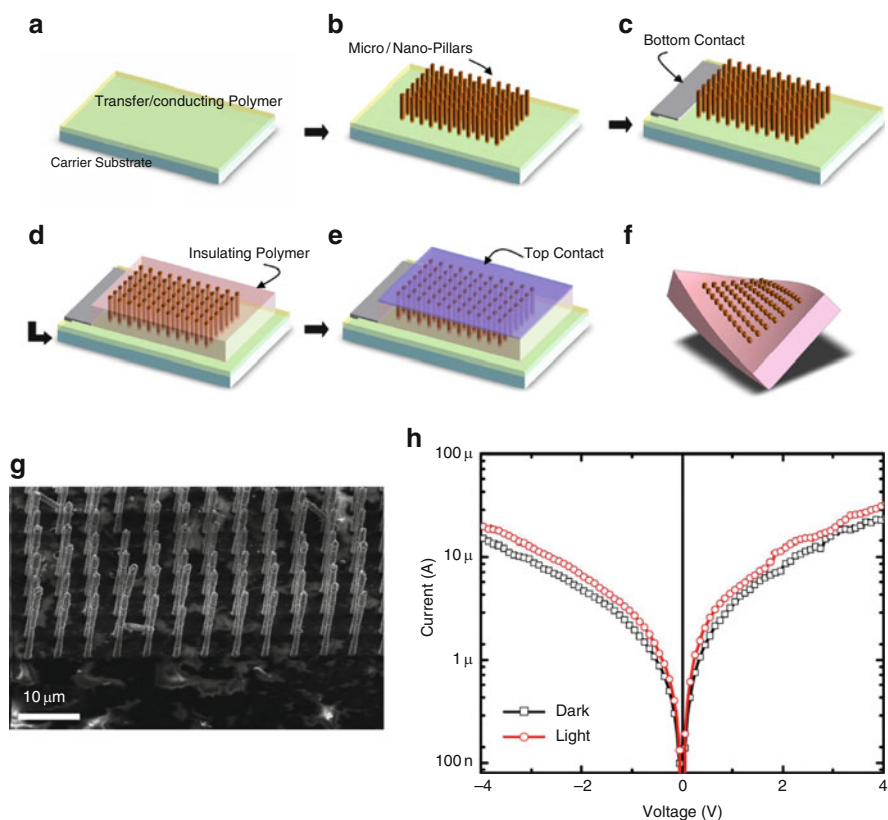 a
b
c
Micro/Nano-Pillars
Bottom Contact
Transfer/conducting Polymer
Carrier Substrate
d
e
f
Insulating Polymer
Top Contact
g
10 µm
h
100 µ
10 µ
1 µ
100 n
Current (A)
Dark
Light
−4
−2
0
2
4
Voltage (V)